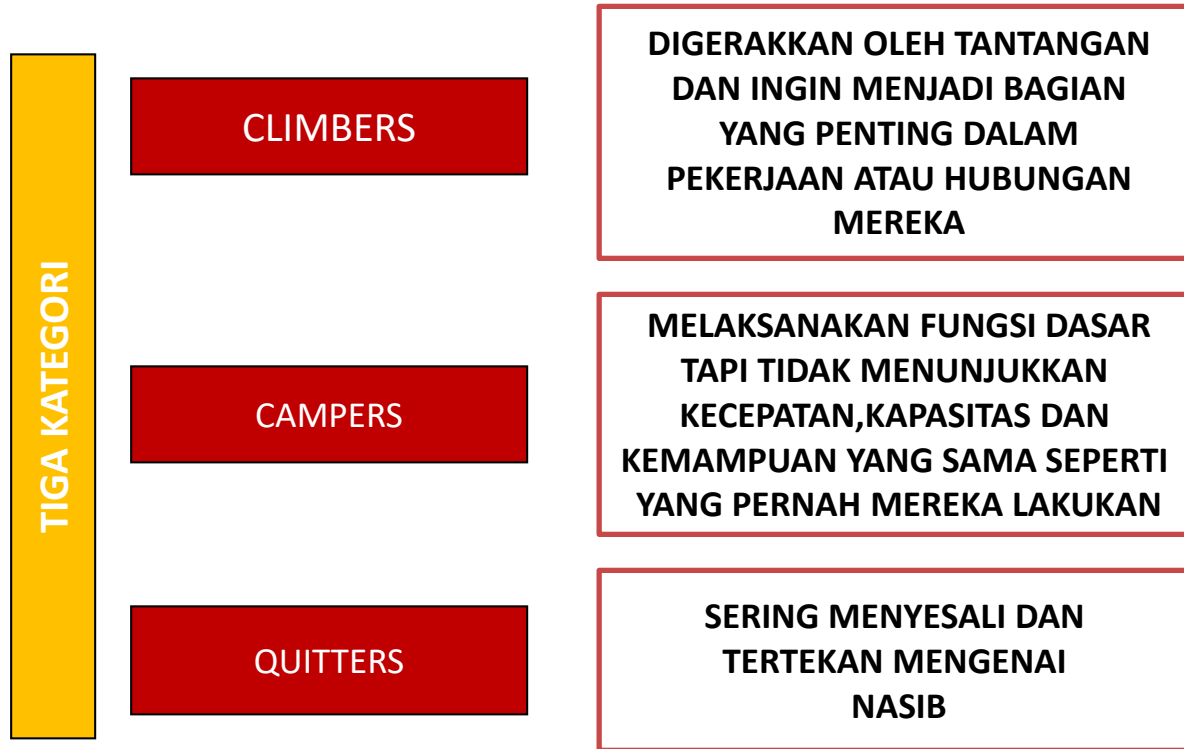 TIGA KATEGORI
CLIMBERS
DIGERAKKAN OLEH TANTANGAN
DAN INGIN MENJADI BAGIAN
YANG PENTING DALAM
PEKERJAAN ATAU HUBUNGAN
MEREKA
CAMPERS
MELAKSANAKAN FUNGSI DASAR
TAPI TIDAK MENUNJUKKAN
KECEPATAN,KAPASITAS DAN
KEMAMPUAN YANG SAMA SEPERTI
YANG PERNAH MEREKA LAKUKAN
QUITTERS
SERING MENYESALI DAN
TERTEKAN MENGENAI
NASIB